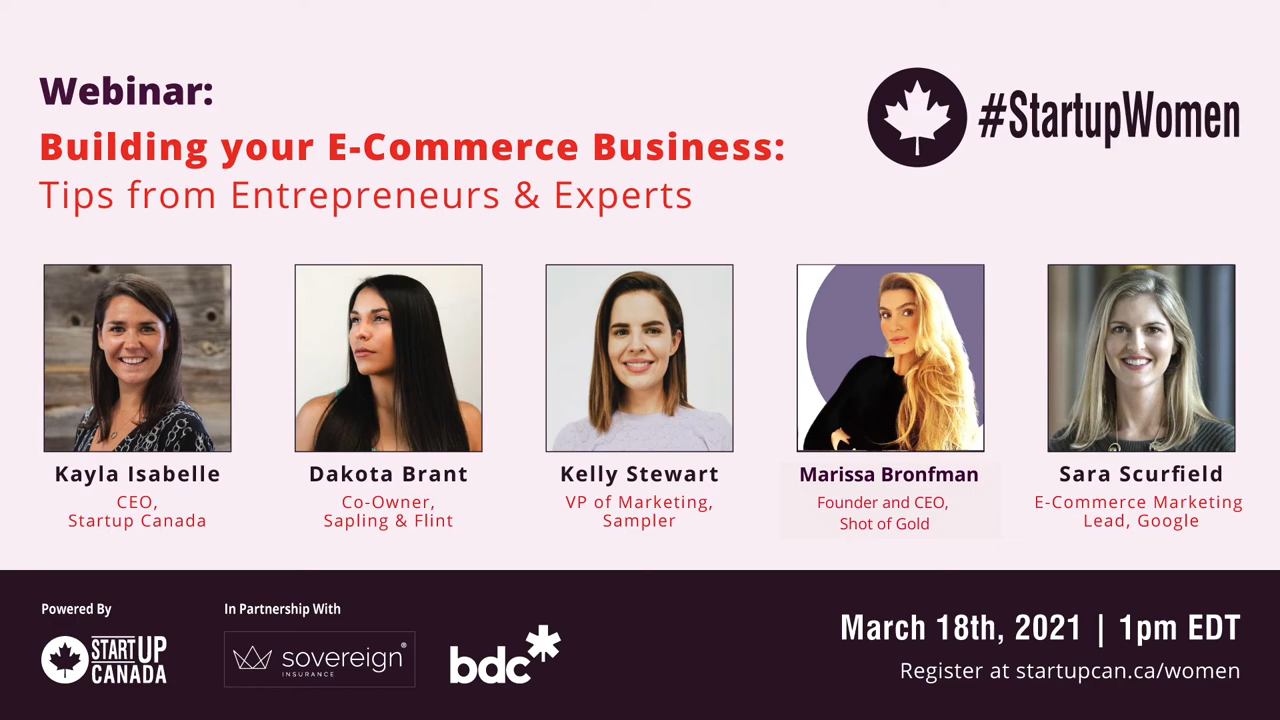 Webinar:
Building your E-Commerce Business:
Tips from Entrepreneurs & Experts
#StartupWomen
Kayla Isabelle
CEO,
Startup Canada
Dakota Brant
Co-Owner,
Sapling & Flint
Kelly Stewart
VP of Marketing,
Sampler
Marissa Bronfman
Founder and CEO,
Shot of Gold
Sara Scurfield
E-Commerce Marketing
Lead, Google
Powered By
STARTUP
CANADA
In Partnership With
sovereign®
INSURANCE
bdc*
March 18th, 2021 | 1pm EDT
Register at startupcan.ca/women